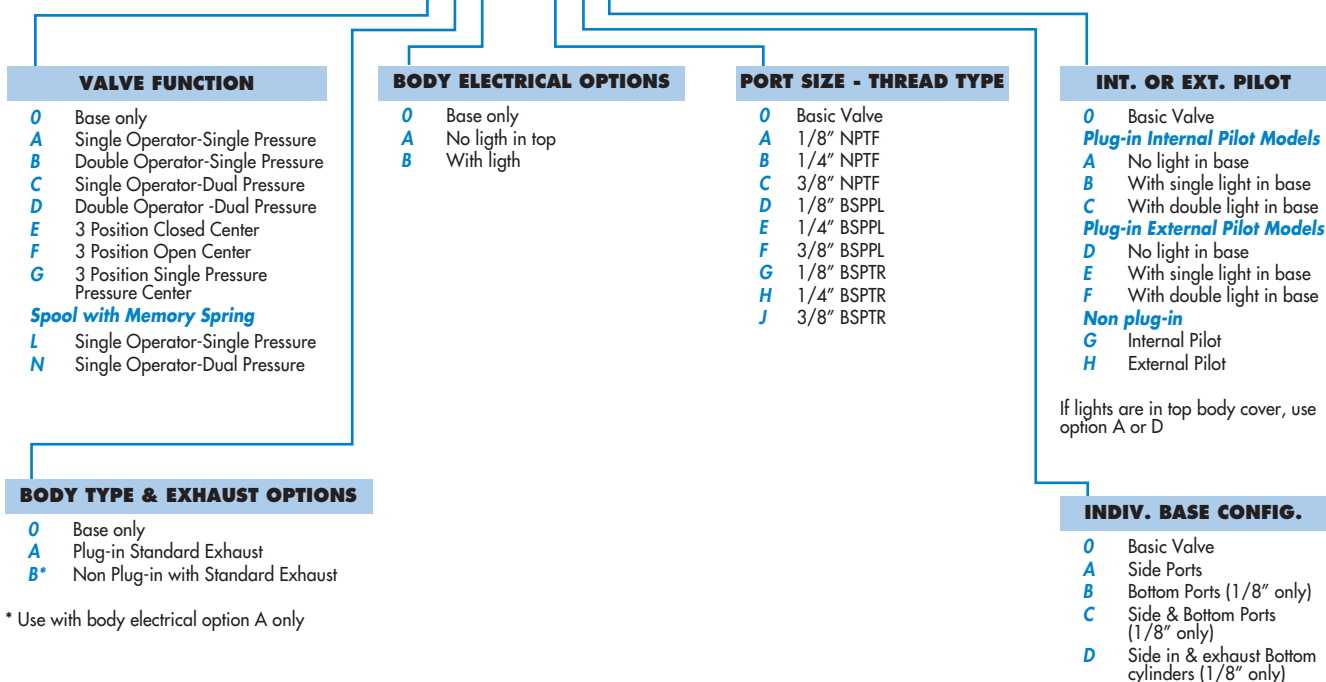 VALVE FUNCTION
0 Base only
A Single Operator-Single Pressure
B Double Operator-Single Pressure
C Single Operator-Dual Pressure
D Double Operator -Dual Pressure
E 3 Position Closed Center
F 3 Position Open Center
G 3 Position Single Pressure
Pressure Center
Spool with Memory Spring
L Single Operator-Single Pressure
N Single Operator-Dual Pressure
BODY ELECTRICAL OPTIONS
0 Base only
A No ligth in top
B With ligth
PORT SIZE - THREAD TYPE
0 Basic Valve
A 1/8" NPTF
B 1/4" NPTF
C 3/8" NPTF
D 1/8" BSPPL
E 1/4" BSPPL
F 3/8" BSPPL
G 1/8" BSPTR
H 1/4" BSPTR
J 3/8" BSPTR
INT. OR EXT. PILOT
0 Basic Valve
Plug-in Internal Pilot Models
A No light in base
B With single light in base
C With double light in base
Plug-in External Pilot Models
D No light in base
E With single light in base
F With double light in base
Non plug-in
G Internal Pilot
H External Pilot
If lights are in top body cover, use
option A or D
BODY TYPE & EXHAUST OPTIONS
0 Base only
A Plug-in Standard Exhaust
B* Non Plug-in with Standard Exhaust
* Use with body electrical option A only
INDIV. BASE CONFIG.
0 Basic Valve
A Side Ports
B Bottom Ports (1/8" only)
C Side & Bottom Ports
(1/8" only)
D Side in & exhaust Bottom
cylinders (1/8" only)